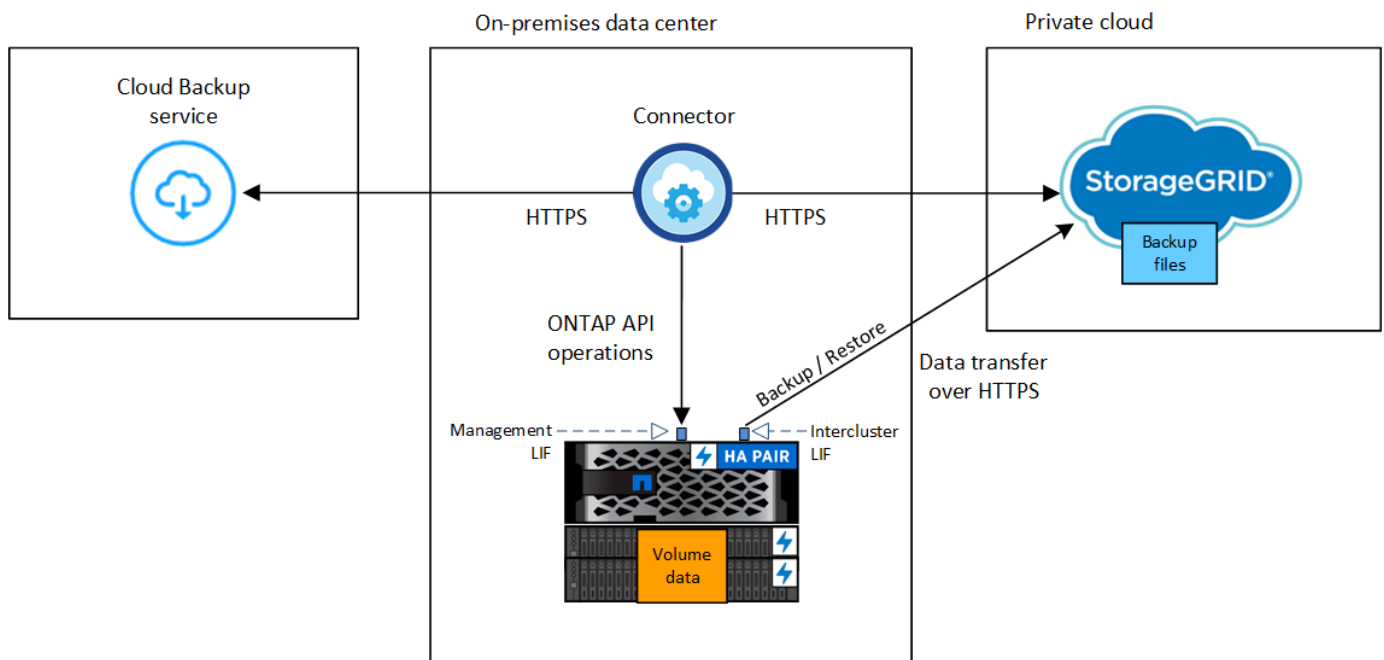 On-premises data center
Private cloud
Cloud Backup
service
Connector
StorageGRID®
HTTPS
HTTPS
Backup
files
ONTAP API
operations
Backup / Restore
Data transfer
over HTTPS
Management
LIF
Intercluster
LIF
HA PAIR
Volume
data